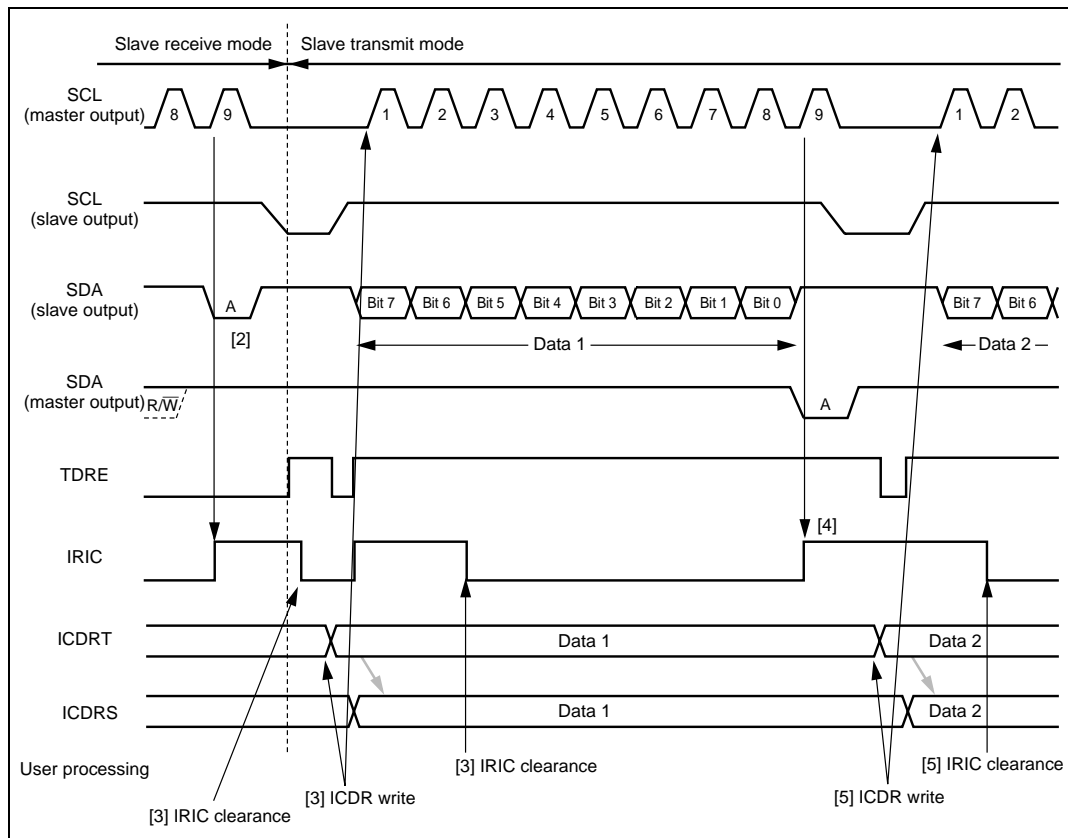 Slave receive mode Slave transmit mode
SCL
(master output)
8 9 1 2 3 4 5 6 7 8 9 1 2
SCL
(slave output)
SDA
(slave output)
A Bit 7 Bit 6 Bit 5 Bit 4 Bit 3 Bit 2 Bit 1 Bit 0 Bit 7 Bit 6
[2] Data 1 Data 2
SDA
(master output)
R/W̅ A
TDRE
[4]
IRIC
ICDRT Data 1 Data 2
ICDRS Data 1 Data 2
User processing
[3] IRIC clearance
[3] ICDR write
[3] IRIC clearance
[5] ICDR write
[5] IRIC clearance